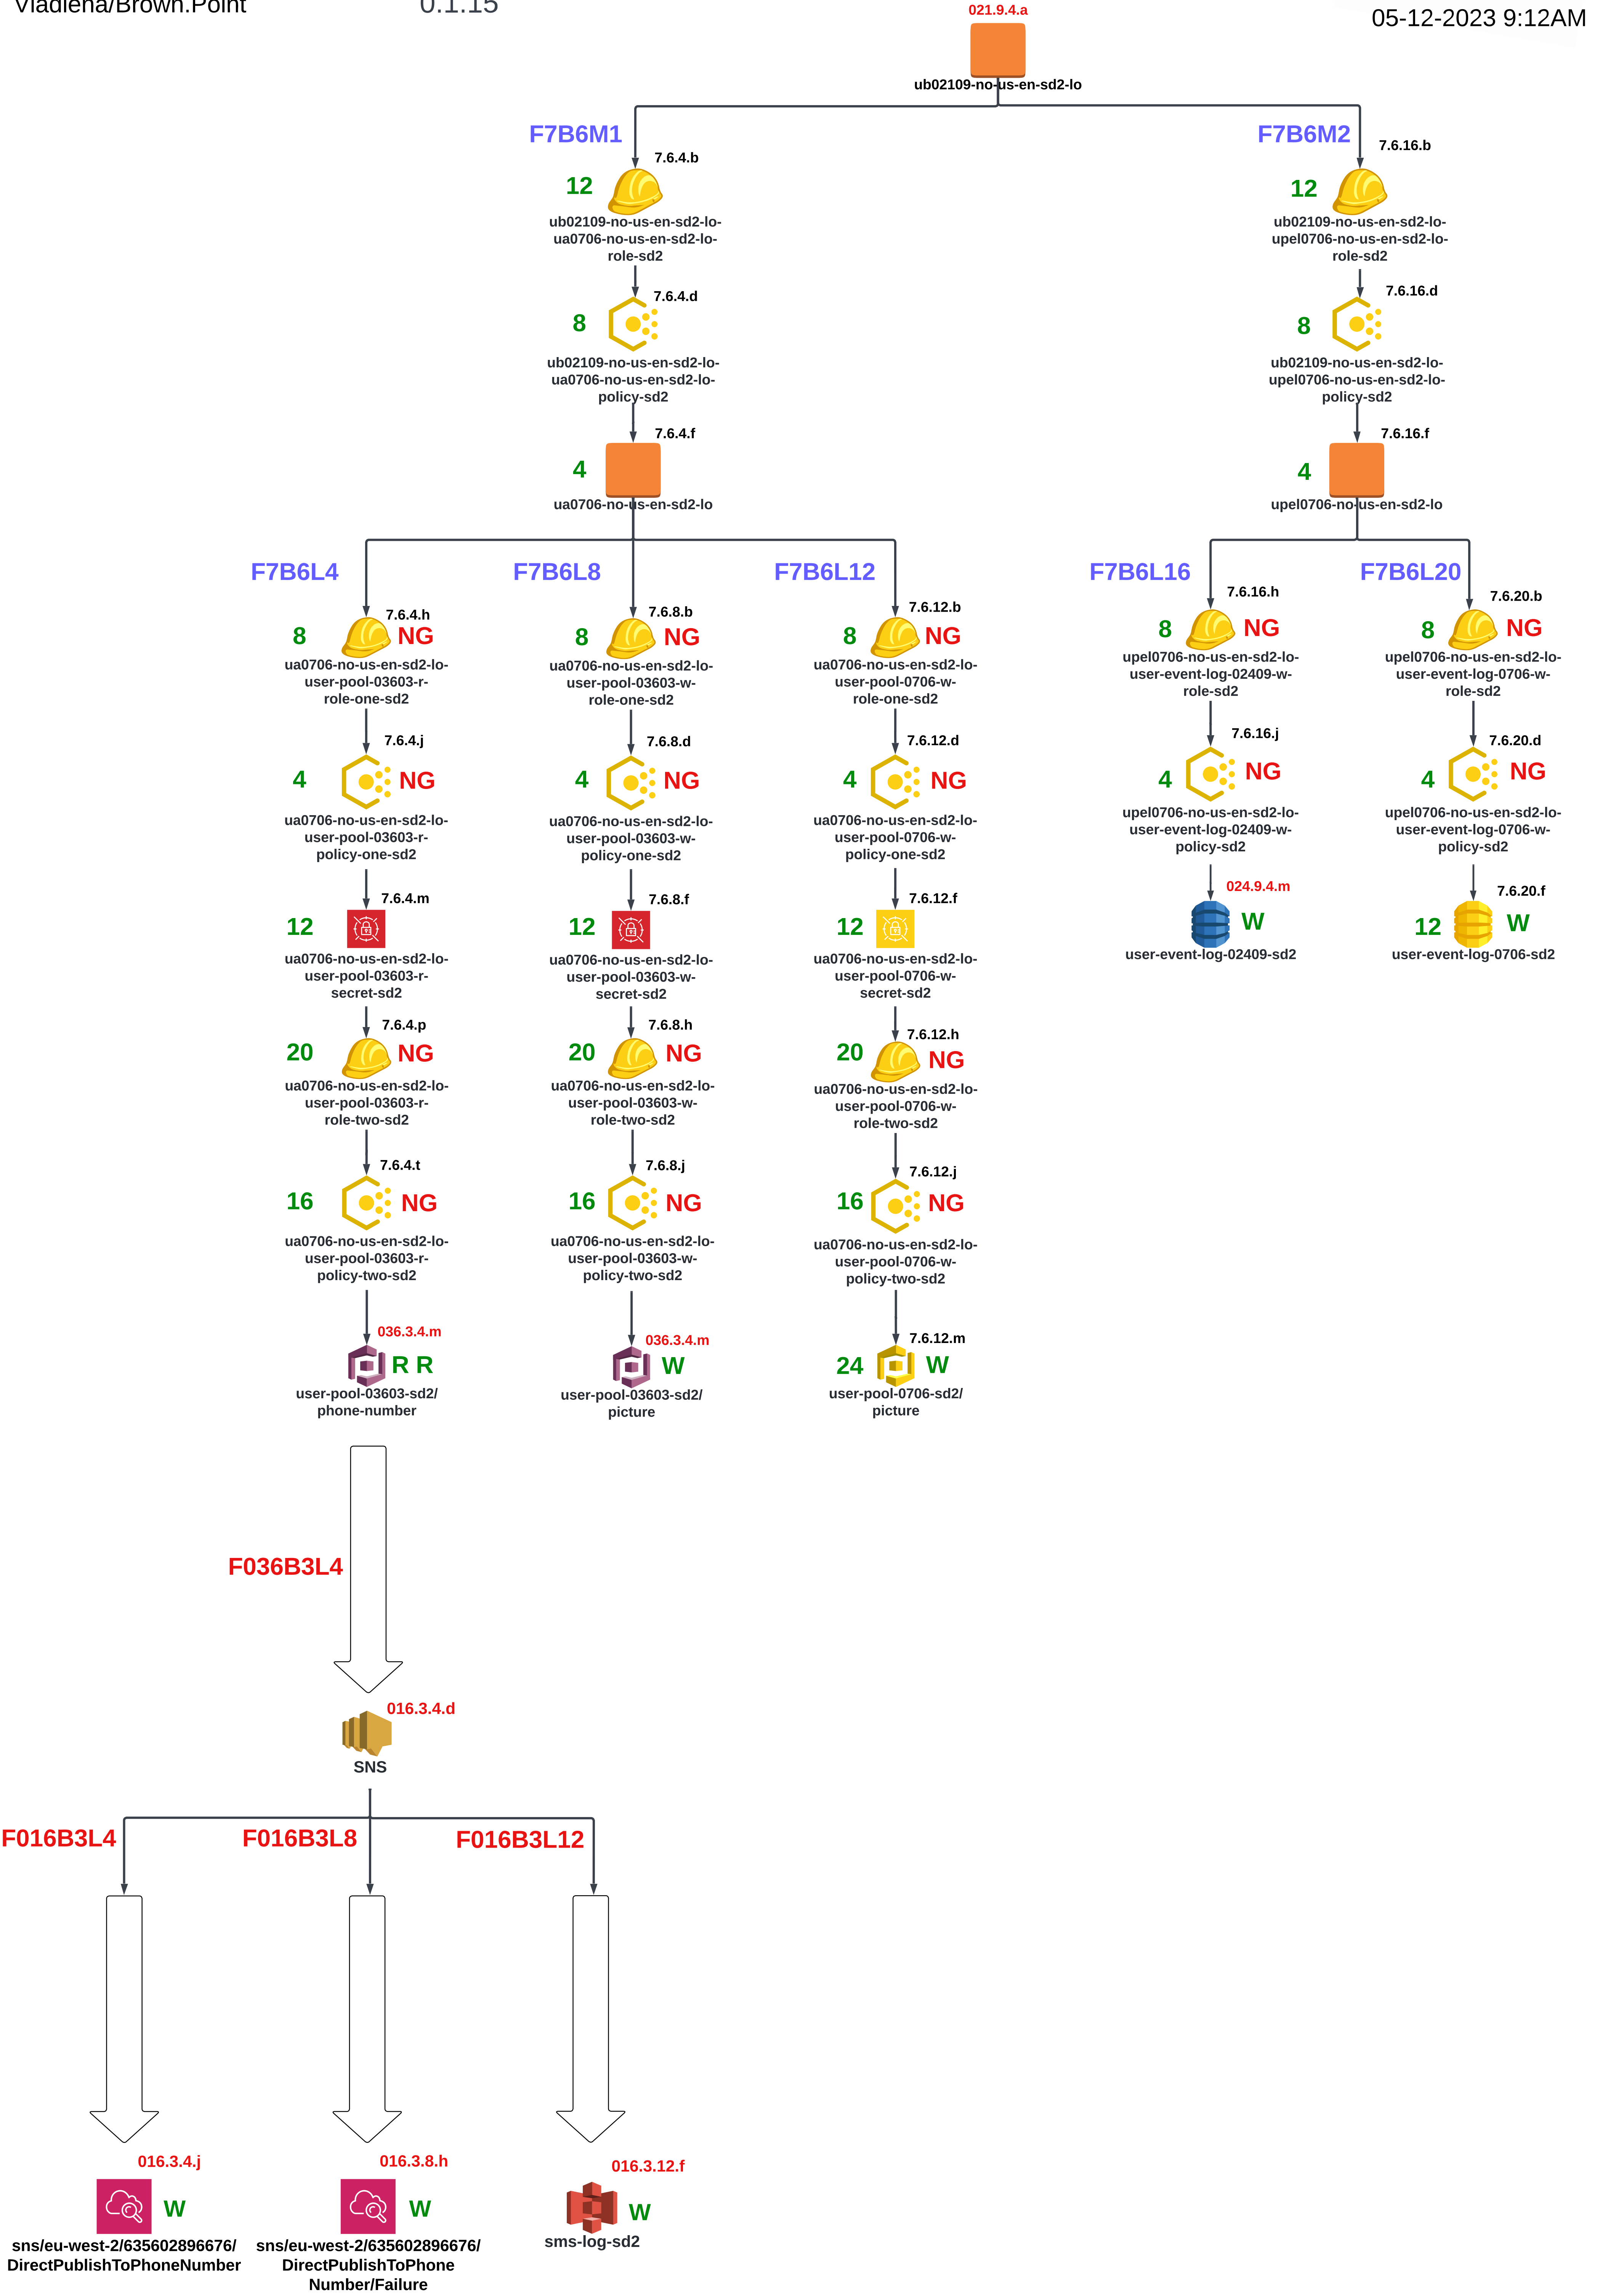 Vladiena/Brown.Point
0.1.15
05-12-2023 9:12AM
021.9.4.a
ub02109-no-us-en-sd2-lo
F7B6M1
7.6.4.b
12
ub02109-no-us-en-sd2-lo-
ua0706-no-us-en-sd2-lo-
role-sd2
7.6.4.d
8
ub02109-no-us-en-sd2-lo-
ua0706-no-us-en-sd2-lo-
policy-sd2
7.6.4.f
4
ua0706-no-us-en-sd2-lo
F7B6M2
7.6.16.b
12
ub02109-no-us-en-sd2-lo-
upel0706-no-us-en-sd2-lo-
role-sd2
7.6.16.d
8
ub02109-no-us-en-sd2-lo-
upel0706-no-us-en-sd2-lo-
policy-sd2
7.6.16.f
4
upel0706-no-us-en-sd2-lo
F7B6L4
7.6.4.h
8
NG
ua0706-no-us-en-sd2-lo-
user-pool-03603-r-
role-one-sd2
7.6.4.j
4
NG
ua0706-no-us-en-sd2-lo-
user-pool-03603-r-
policy-one-sd2
7.6.4.m
12
ua0706-no-us-en-sd2-lo-
user-pool-03603-r-
secret-sd2
7.6.4.p
20
NG
ua0706-no-us-en-sd2-lo-
user-pool-03603-r-
role-two-sd2
7.6.4.t
16
NG
ua0706-no-us-en-sd2-lo-
user-pool-03603-r-
policy-two-sd2
036.3.4.m
R R
user-pool-03603-sd2/
phone-number
F7B6L8
7.6.8.b
8
NG
ua0706-no-us-en-sd2-lo-
user-pool-03603-w-
role-one-sd2
7.6.8.d
4
NG
ua0706-no-us-en-sd2-lo-
user-pool-03603-w-
policy-one-sd2
7.6.8.f
12
ua0706-no-us-en-sd2-lo-
user-pool-03603-w-
secret-sd2
7.6.8.h
20
NG
ua0706-no-us-en-sd2-lo-
user-pool-03603-w-
role-two-sd2
7.6.8.j
16
NG
ua0706-no-us-en-sd2-lo-
user-pool-03603-w-
policy-two-sd2
036.3.4.m
W
user-pool-03603-sd2/
picture
F7B6L12
7.6.12.b
8
NG
ua0706-no-us-en-sd2-lo-
user-pool-0706-w-
role-one-sd2
7.6.12.d
4
NG
ua0706-no-us-en-sd2-lo-
user-pool-0706-w-
policy-one-sd2
7.6.12.f
12
ua0706-no-us-en-sd2-lo-
user-pool-0706-w-
secret-sd2
7.6.12.h
20
NG
ua0706-no-us-en-sd2-lo-
user-pool-0706-w-
role-two-sd2
7.6.12.j
16
NG
ua0706-no-us-en-sd2-lo-
user-pool-0706-w-
policy-two-sd2
7.6.12.m
24
W
user-pool-0706-sd2/
picture
F7B6L16
7.6.16.h
8
NG
upel0706-no-us-en-sd2-lo-
user-event-log-02409-w-
role-sd2
7.6.16.j
4
NG
upel0706-no-us-en-sd2-lo-
user-event-log-02409-w-
policy-sd2
024.9.4.m
W
user-event-log-02409-sd2
F7B6L20
7.6.20.b
8
NG
upel0706-no-us-en-sd2-lo-
user-event-log-0706-w-
role-sd2
7.6.20.d
4
NG
upel0706-no-us-en-sd2-lo-
user-event-log-0706-w-
policy-sd2
7.6.20.f
12
W
user-event-log-0706-sd2
F036B3L4
016.3.4.d
SNS
F016B3L4
F016B3L8
F016B3L12
016.3.4.j
W
sns/eu-west-2/635602896676/
DirectPublishToPhoneNumber
016.3.8.h
W
sns/eu-west-2/635602896676/
DirectPublishToPhone
Number/Failure
016.3.12.f
W
sms-log-sd2